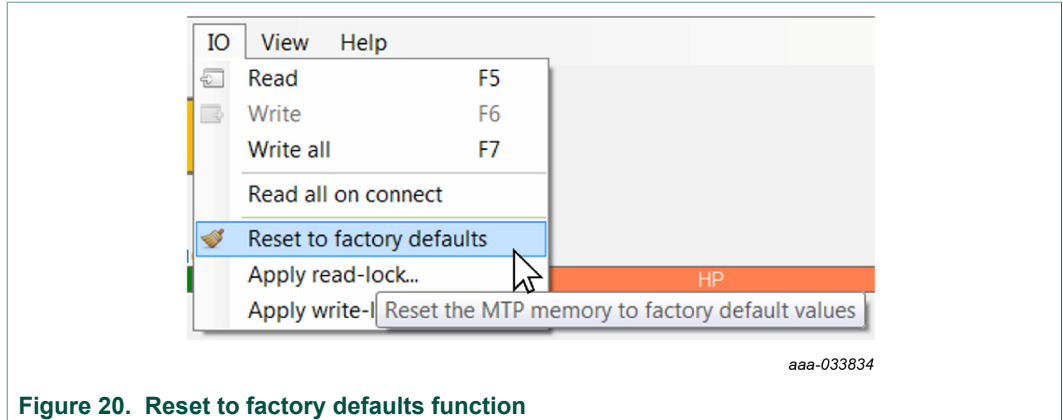 IO View Help
Read F5
Write F6
Write all F7
Read all on connect
Reset to factory defaults
Apply read-lock...
HP
Apply write-l
Reset the MTP memory to factory default values
aaa-033834
Figure 20. Reset to factory defaults function